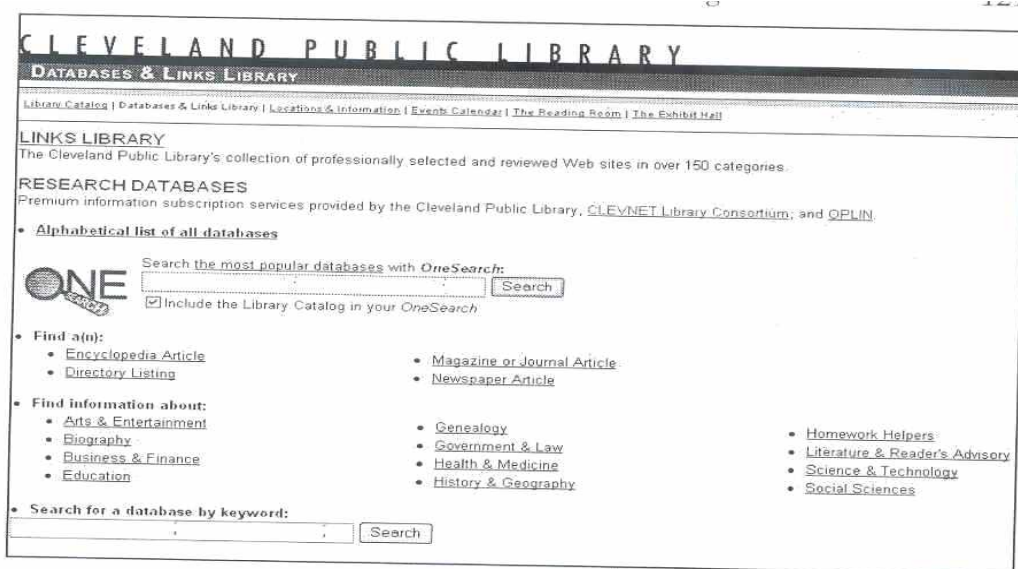 CLEVELAND PUBLIC LIBRARY
DATABASES & LINKS LIBRARY
Library Catalog | Databases & Links Library | Locations & Information | Events Calendar | The Reading Room | The Exhibit Hall
LINKS LIBRARY
The Cleveland Public Library's collection of professionally selected and reviewed Web sites in over 150 categories.
RESEARCH DATABASES
Premium information subscription services provided by the Cleveland Public Library, CLEVNET Library Consortium, and OPLIN.
• Alphabetical list of all databases
Search the most popular databases with OneSearch:
ONE
SEARCH
Search
Include the Library Catalog in your OneSearch
• Find a(n):
• Encyclopedia Article
• Directory Listing
• Magazine or Journal Article
• Newspaper Article
• Find information about:
• Arts & Entertainment
• Biography
• Business & Finance
• Education
• Genealogy
• Government & Law
• Health & Medicine
• History & Geography
• Homework Helpers
• Literature & Reader's Advisory
• Science & Technology
• Social Sciences
• Search for a database by keyword:
Search